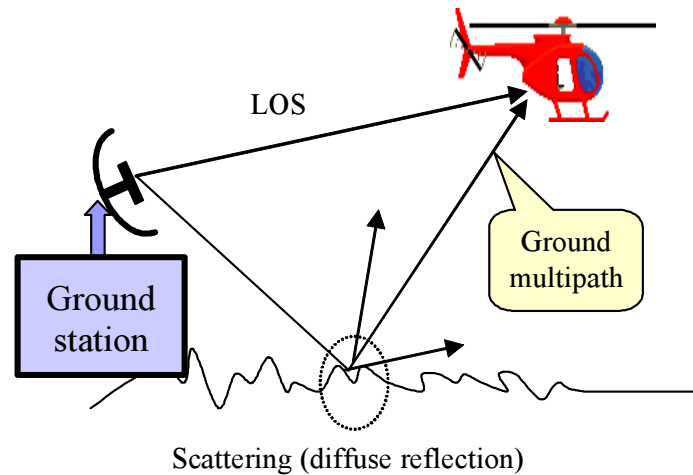 LOS
Ground
multipath
Ground
station
Scattering (diffuse reflection)